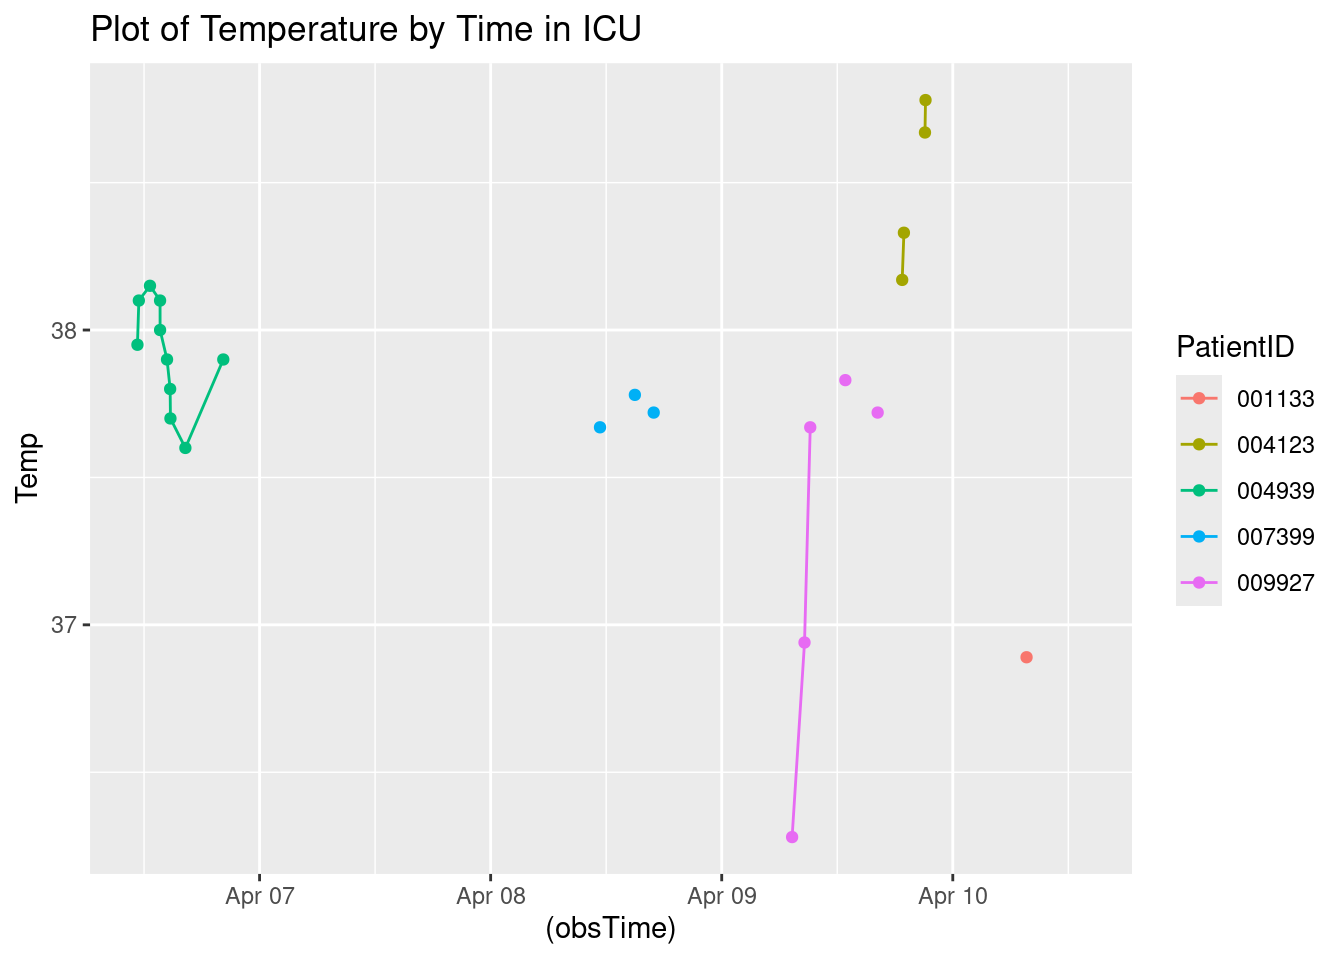 Plot of Temperature by Time in ICU
Temp
38
37
Apr 07
Apr 08
Apr 09
Apr 10
(obsTime)
PatientID
001133
004123
004939
007399
009927